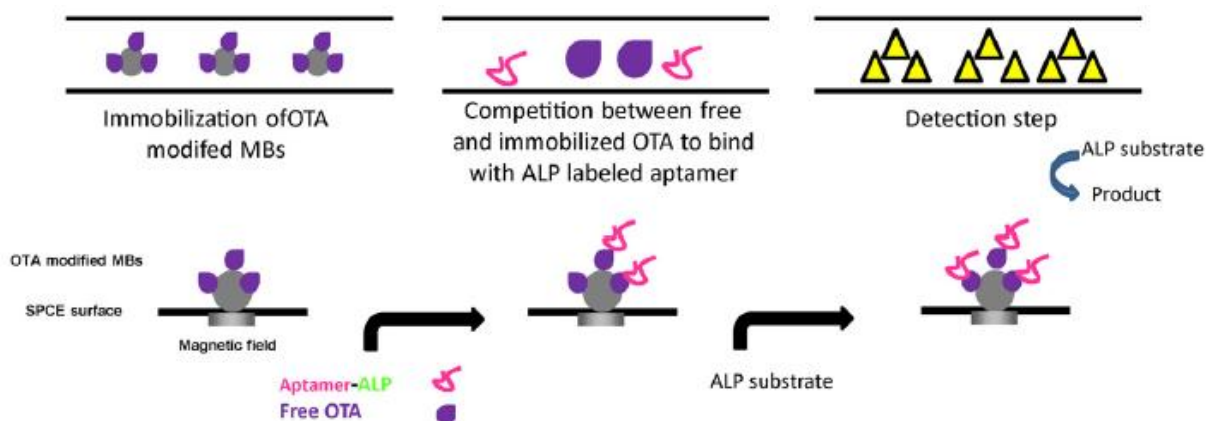 Immobilization ofOTA
modifed MBs
Competition between free
and immobilized OTA to bind
with ALP labeled aptamer
Detection step
ALP substrate
Product
OTA modified MBs
SPCE surface
Magnetic field
Aptamer-ALP
Free OTA
ALP substrate